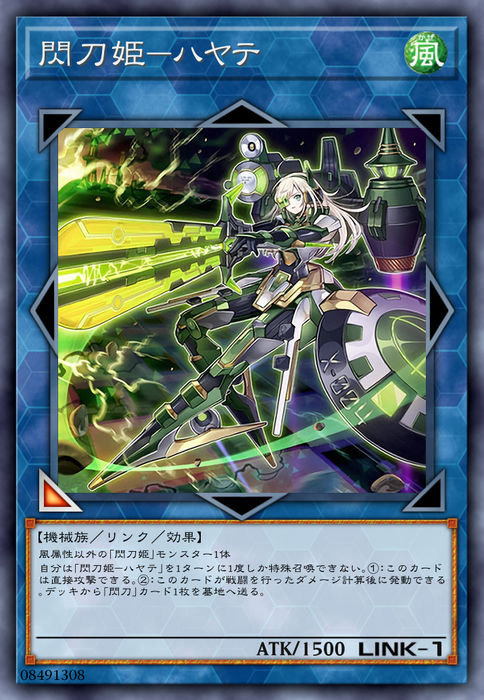 閃刀姫－ハヤテ
かぜ
風
X-002
【機械族／リンク／効果】
風属性以外の「閃刀姫」モンスター1体
自分は「閃刀姫－ハヤテ」を1ターンに1度しか特殊召喚できない。①：このカード
は直接攻撃できる。②：このカードが戦闘を行ったダメージ計算後に発動できる
。デッキから「閃刀」カード1枚を墓地へ送る。
ATK/1500 LINK-1
08491308